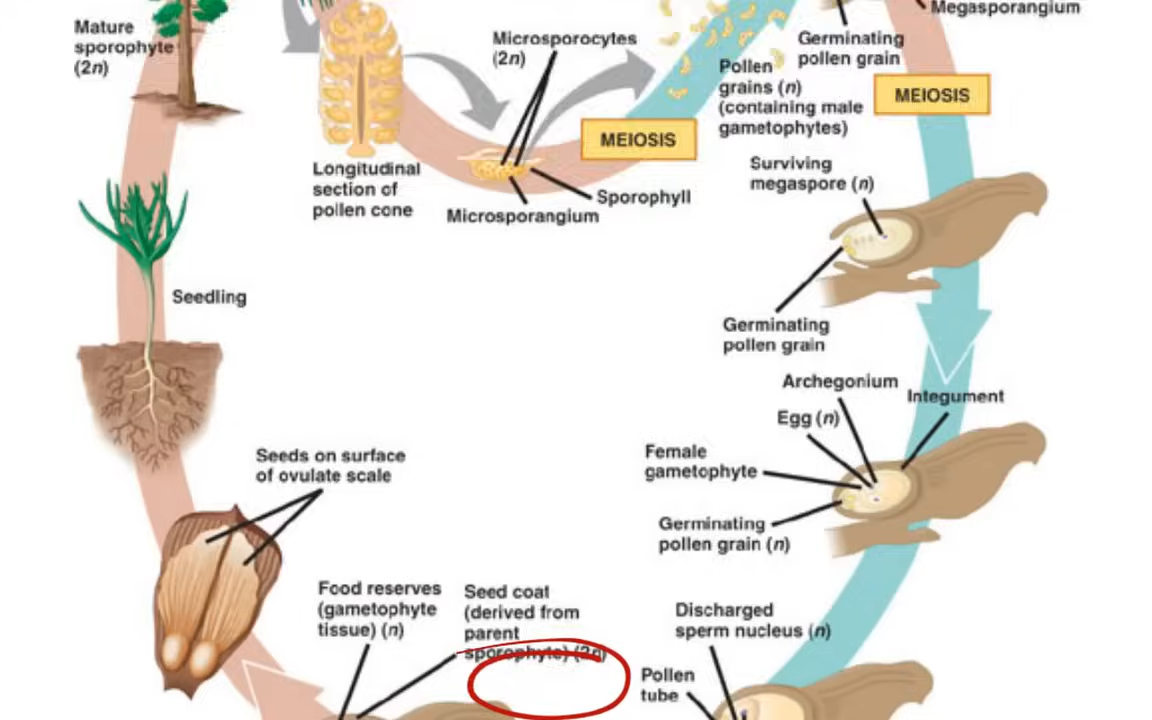 Megasporangium
Mature
sporophyte
(2n)
Microsporocytes
(2n)
Germinating
pollen grain
Pollen
grains (n)
(containing male
gametophytes)
MEIOSIS
MEIOSIS
Longitudinal
section of
pollen cone
Surviving
megaspore (n)
Sporophyll
Microsporangium
Seedling
Germinating
pollen grain
Archegonium
Integument
Egg (n)
Female
gametophyte
Seeds on surface
of ovulate scale
Germinating
pollen grain (n)
Food reserves
(gametophyte
tissue) (n)
Seed coat
(derived from
parent
sporophyte) (2n)
Discharged
sperm nucleus (n)
Pollen
tube